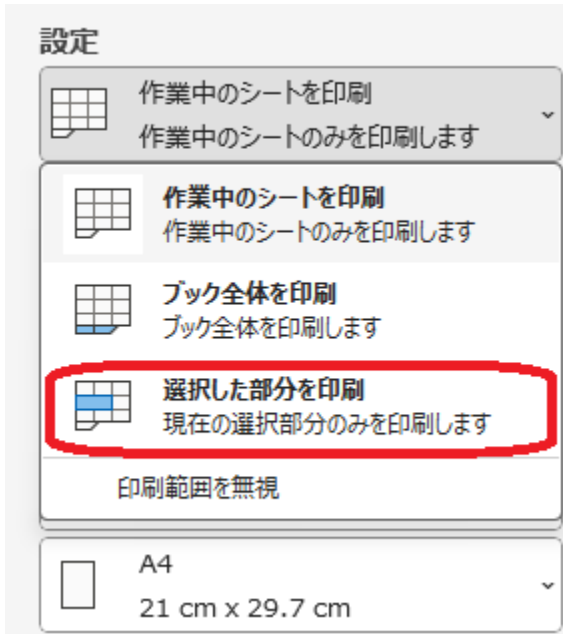 設定
作業中のシートを印刷
作業中のシートのみを印刷します
作業中のシートを印刷
作業中のシートのみを印刷します
ブック全体を印刷
ブック全体を印刷します
選択した部分を印刷
現在の選択部分のみを印刷します
印刷範囲を無視
A4
21 cm x 29.7 cm